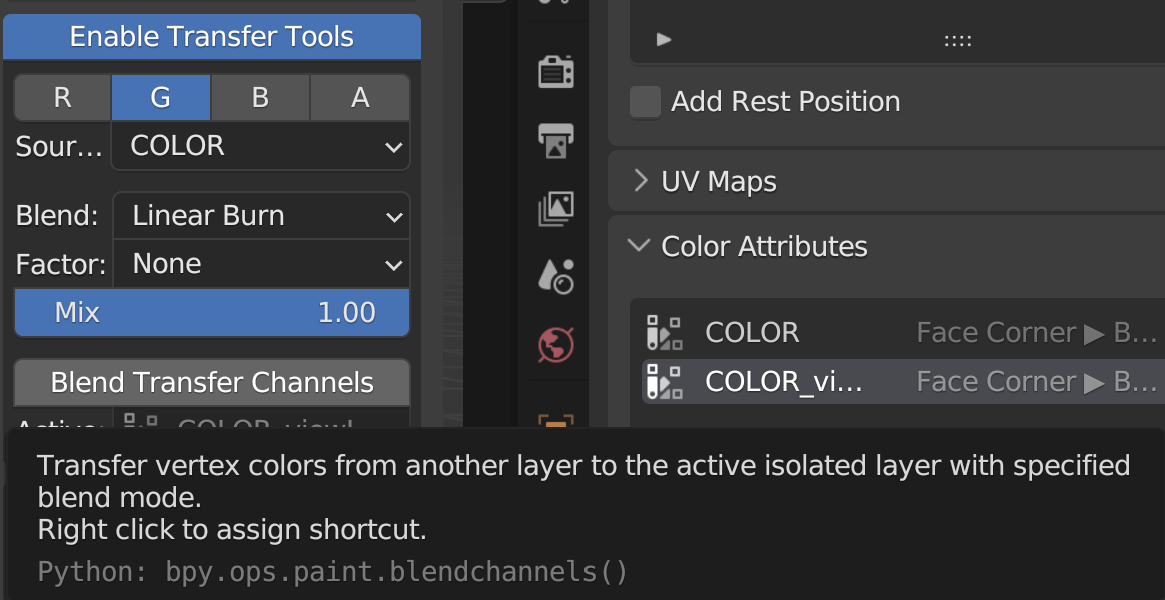 Enable Transfer Tools
R G B A
Sour... COLOR
Blend: Linear Burn
Factor: None
Mix 1.00
Blend Transfer Channels
Add Rest Position
UV Maps
Color Attributes
COLOR Face Corner ▶ B...
COLOR_vi... Face Corner ▶ B...
Transfer vertex colors from another layer to the active isolated layer with specified
blend mode.
Right click to assign shortcut.
Python: bpy.ops.paint.blendchannels()